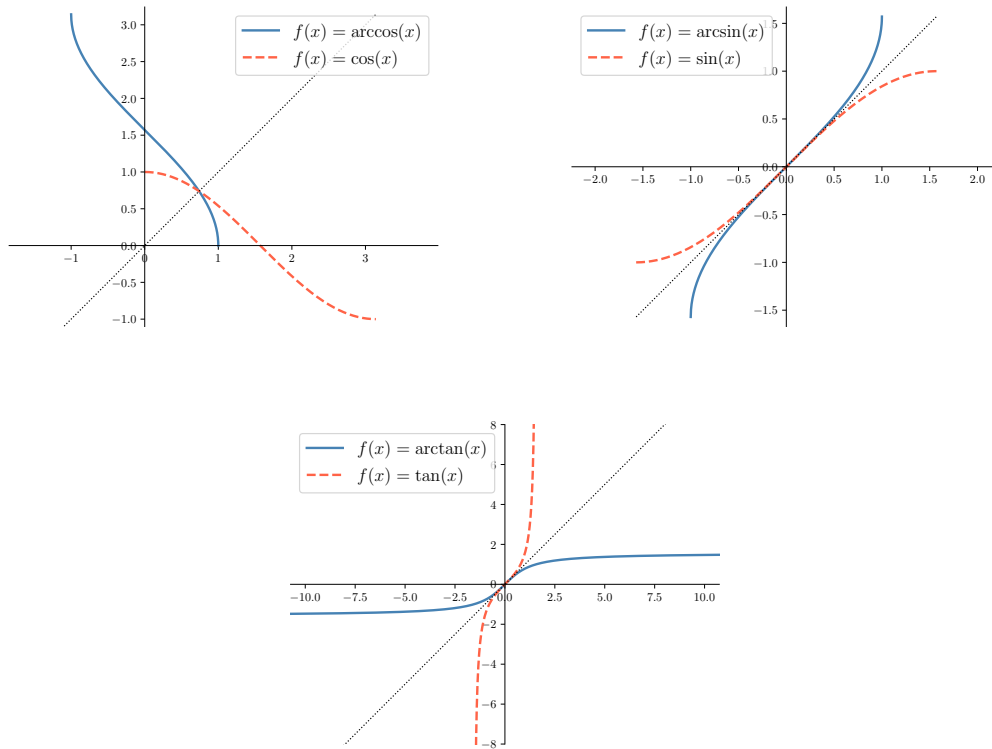 f(x) = arccos(x)
f(x) = cos(x)
3.0
2.5
2.0
1.5
1.0
0.5
0.0
−0.5
−1.0
−1 0 1 2 3
f(x) = arcsin(x)
f(x) = sin(x)
1.5
1.0
0.5
0.0
−0.5
−1.0
−1.5
−2.0 −1.5 −1.0 −0.5 0.0 0.5 1.0 1.5 2.0
f(x) = arctan(x)
f(x) = tan(x)
8
6
4
2
0
−2
−4
−6
−8
−10.0 −7.5 −5.0 −2.5 0.0 2.5 5.0 7.5 10.0